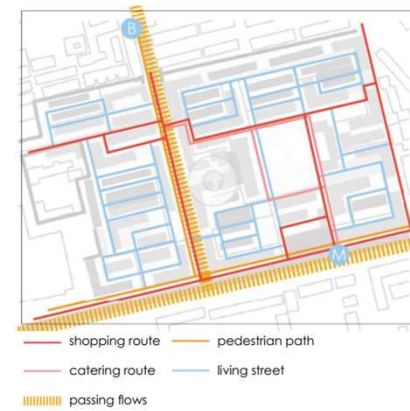 B
M
shopping route
pedestrian path
catering route
living street
passing flows